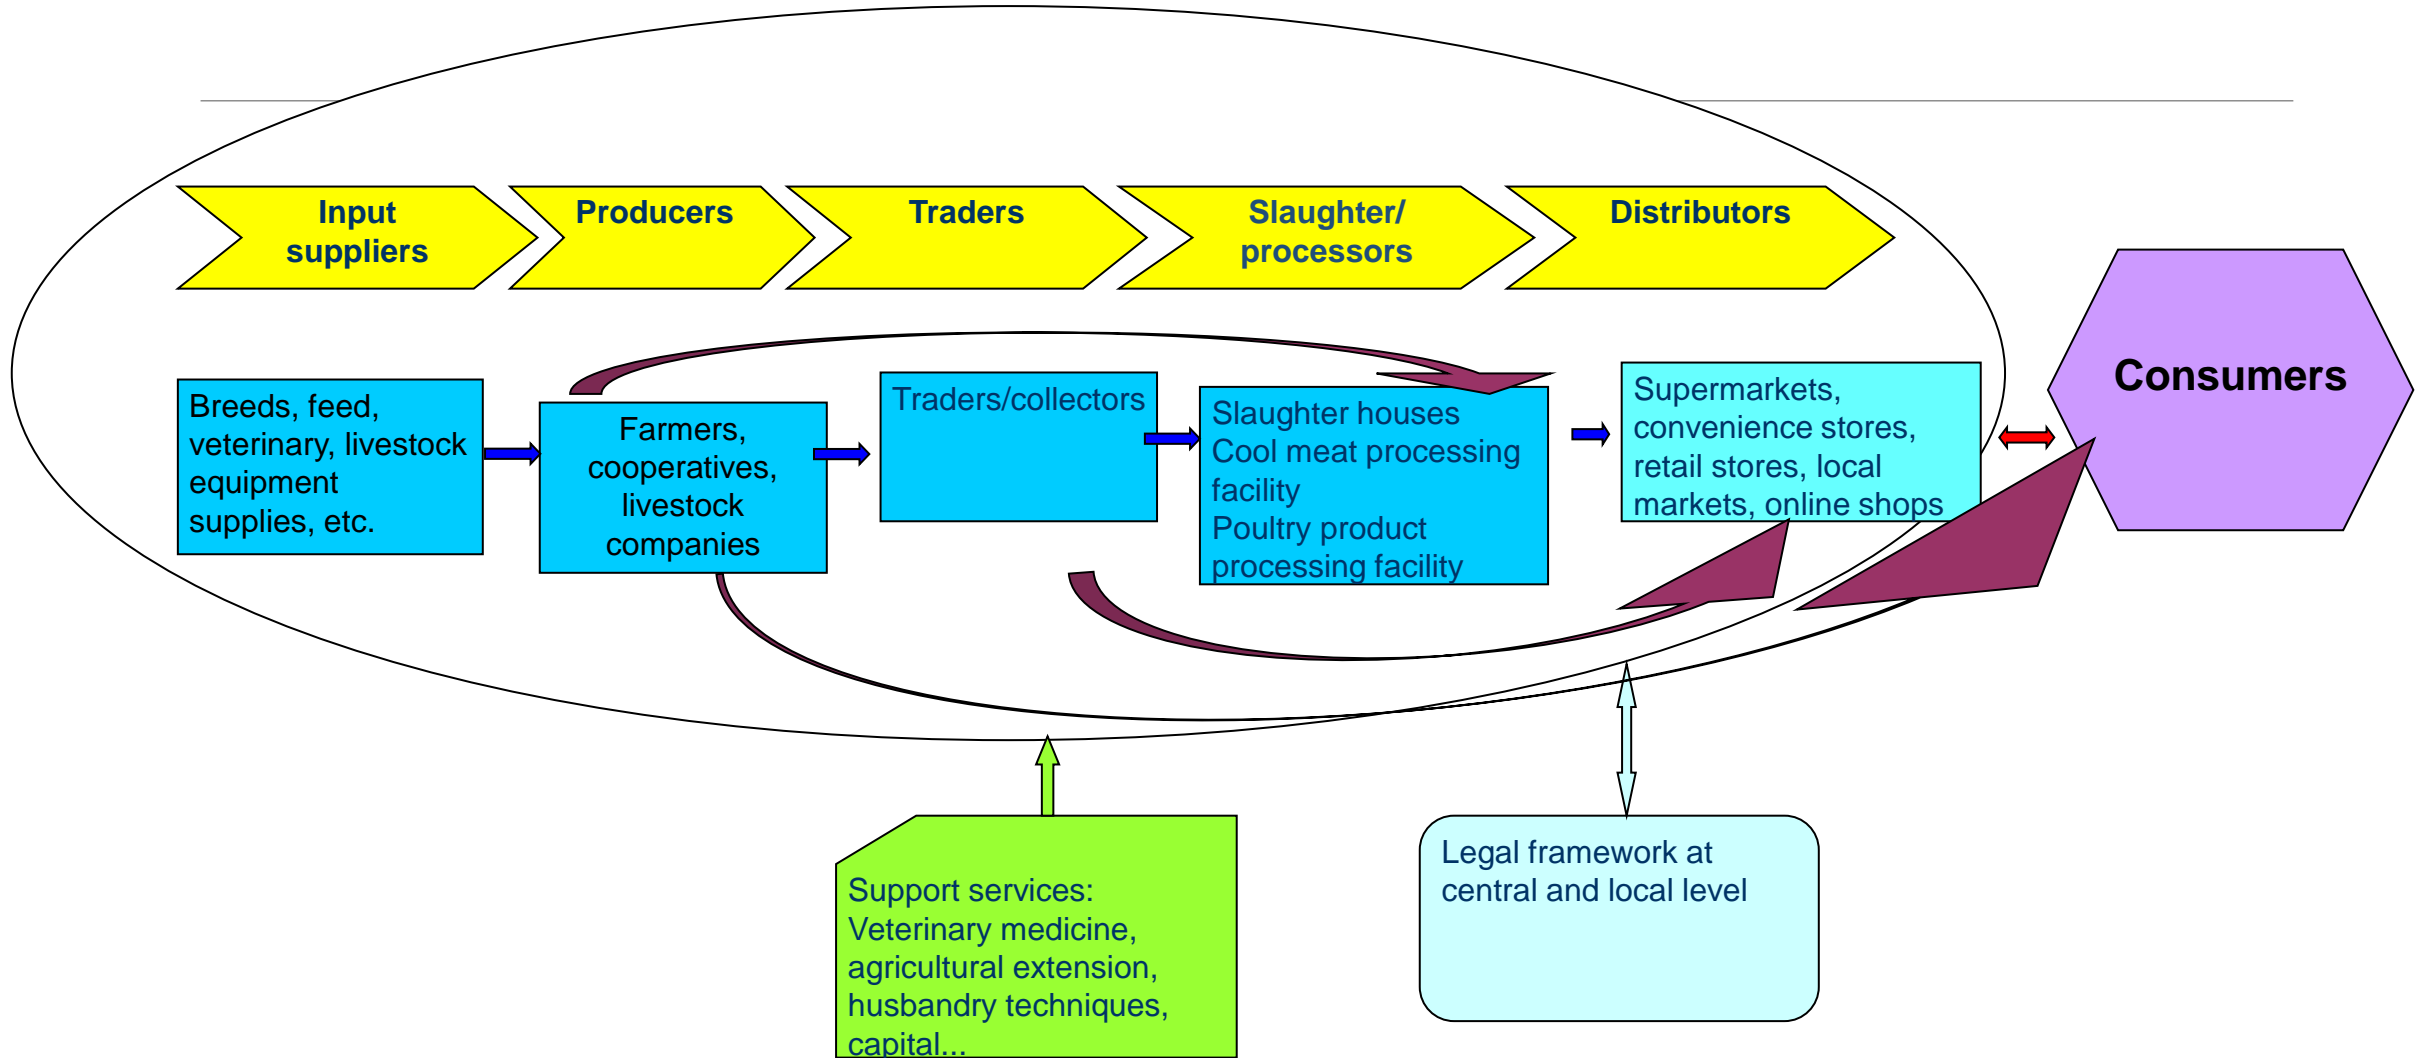 Input
suppliers
Producers
Traders
Slaughter/
processors
Distributors
Consumers
Breeds, feed,
veterinary, livestock
equipment
supplies, etc.
Farmers,
cooperatives,
livestock
companies
Traders/collectors
Slaughter houses
Cool meat processing
facility
Poultry product
processing facility
Supermarkets,
convenience stores,
retail stores, local
markets, online shops
Support services:
Veterinary medicine,
agricultural extension,
husbandry techniques,
capital...
Legal framework at
central and local level